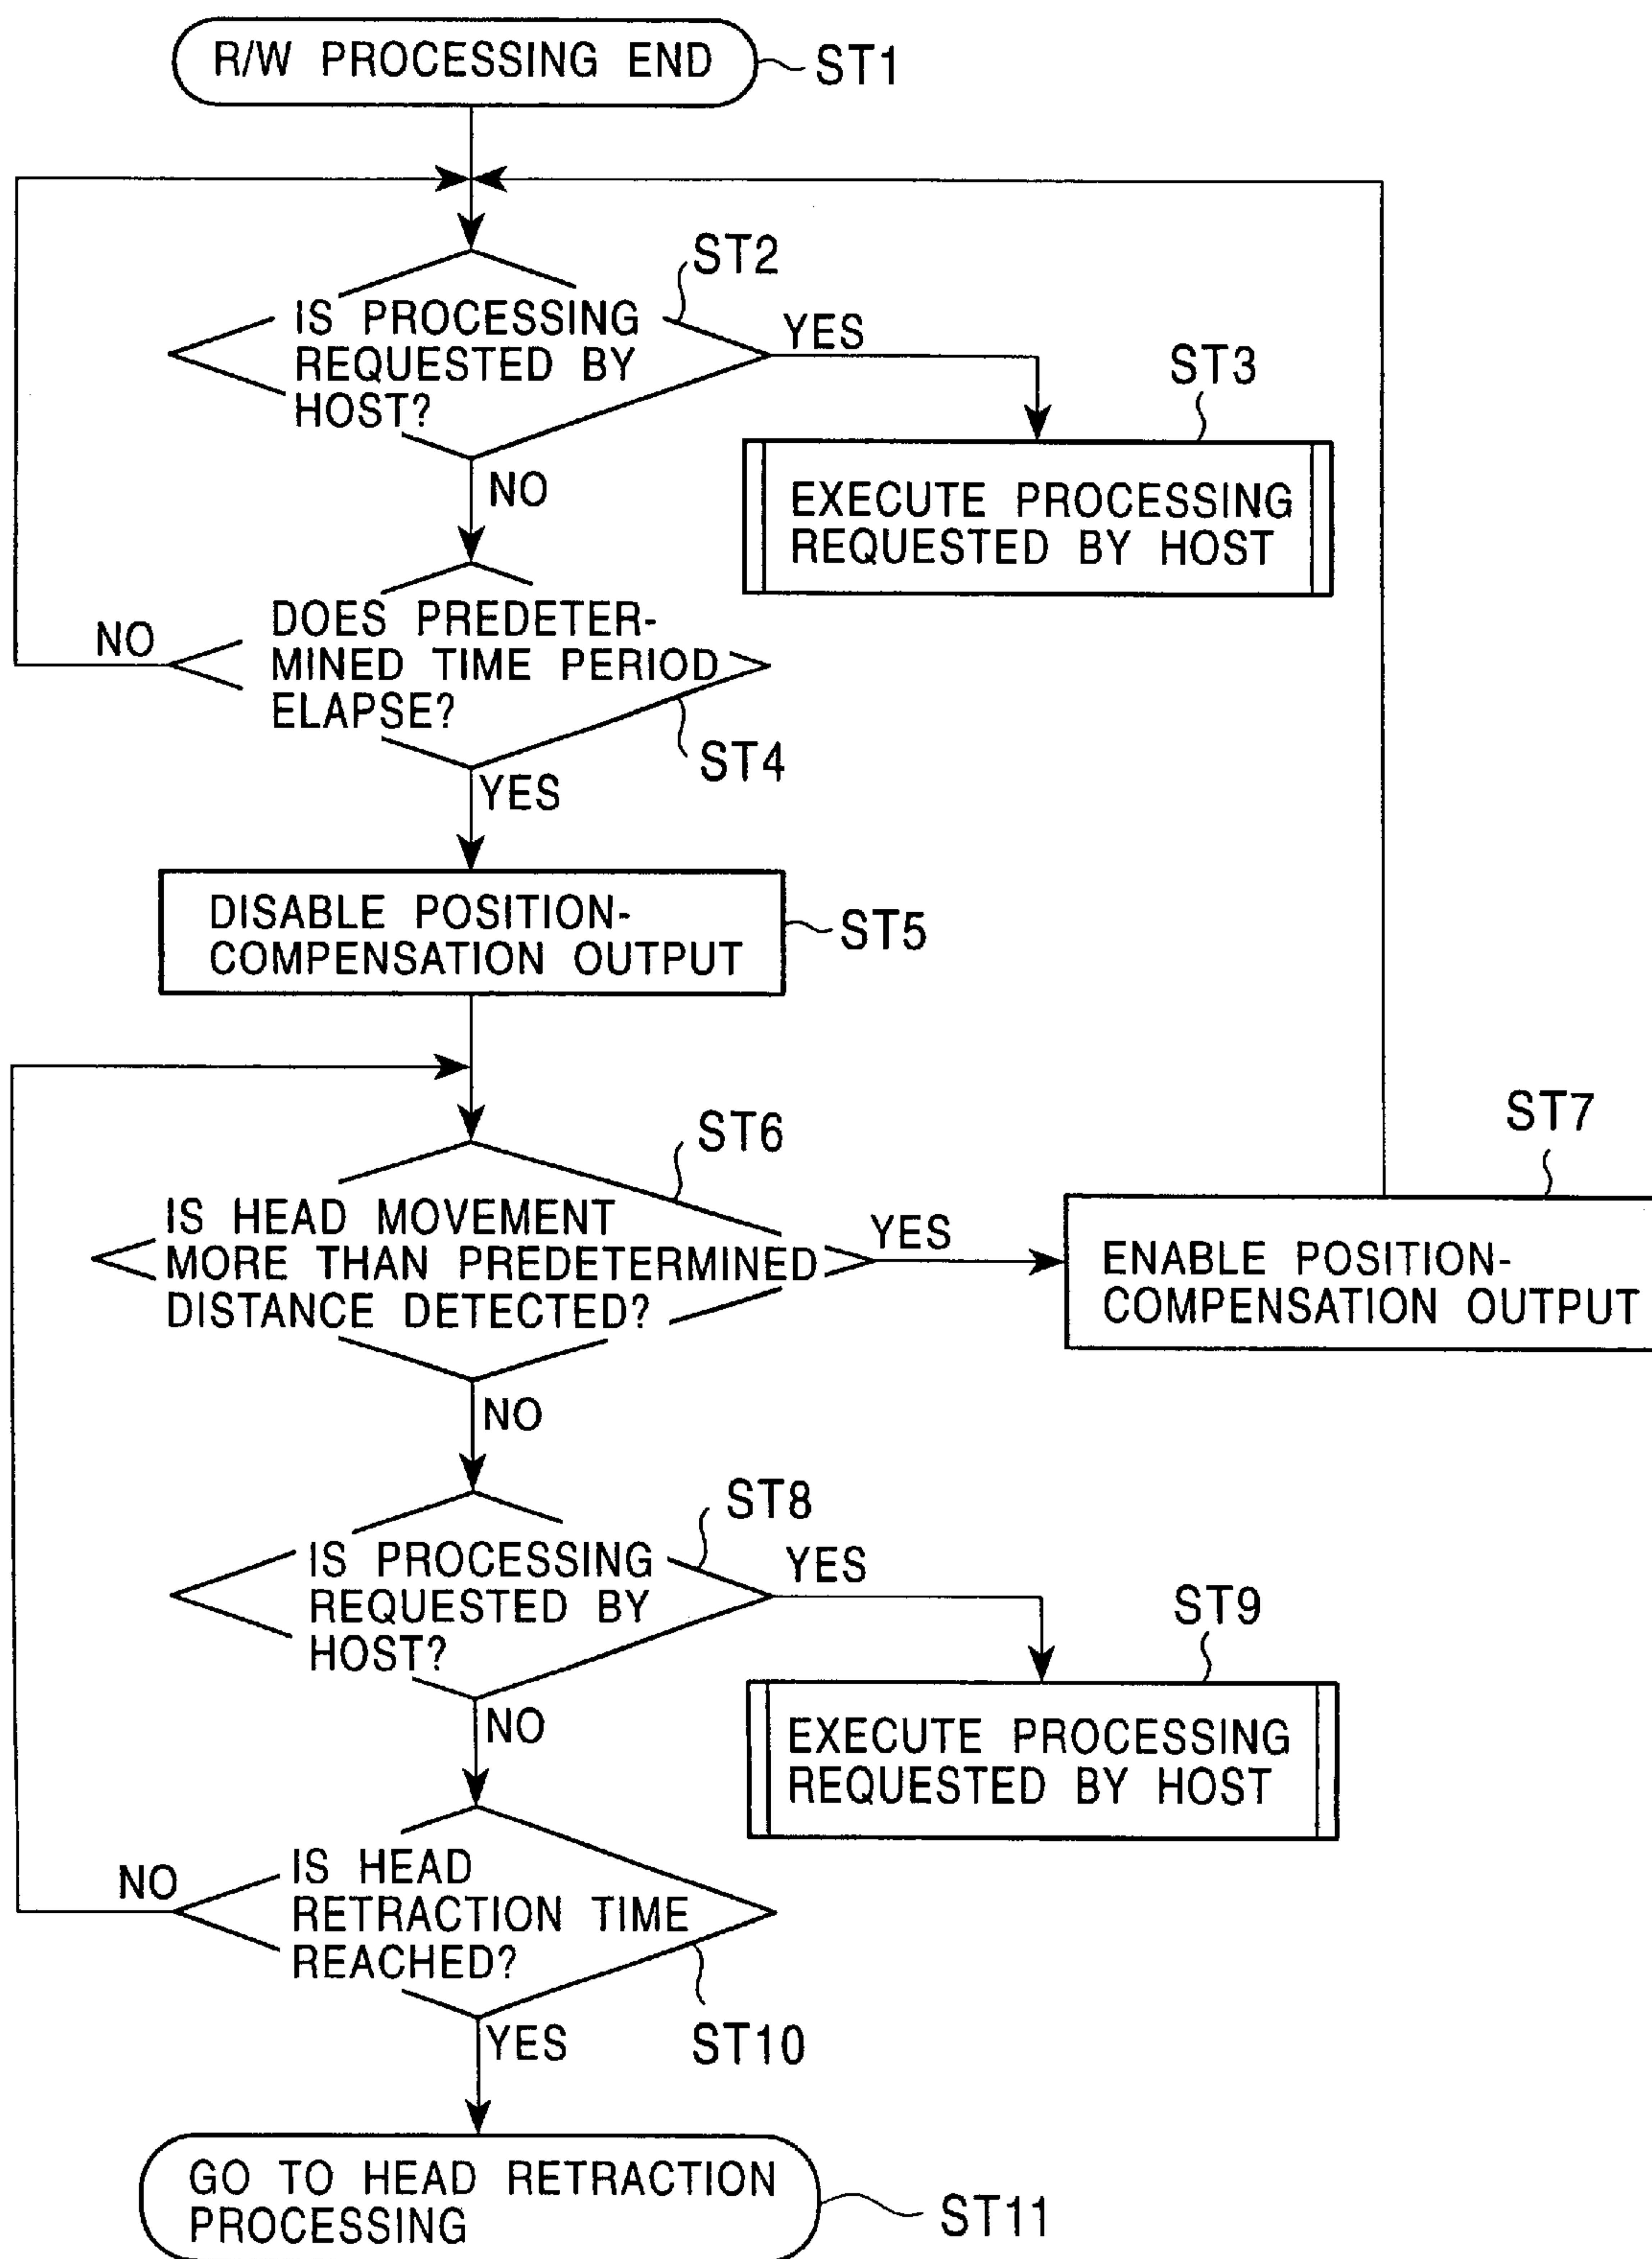 R/W PROCESSING END
ST1
ST2
IS PROCESSING
REQUESTED BY
HOST?
YES
ST3
EXECUTE PROCESSING
REQUESTED BY HOST
NO
DOES PREDETER-
MINED TIME PERIOD
ELAPSE?
NO
ST4
YES
DISABLE POSITION-
COMPENSATION OUTPUT
ST5
ST6
IS HEAD MOVEMENT
MORE THAN PREDETERMINED
DISTANCE DETECTED?
YES
ST7
ENABLE POSITION-
COMPENSATION OUTPUT
NO
ST8
IS PROCESSING
REQUESTED BY
HOST?
YES
ST9
EXECUTE PROCESSING
REQUESTED BY HOST
NO
IS HEAD
RETRACTION TIME
REACHED?
NO
ST10
YES
GO TO HEAD RETRACTION
PROCESSING
ST11